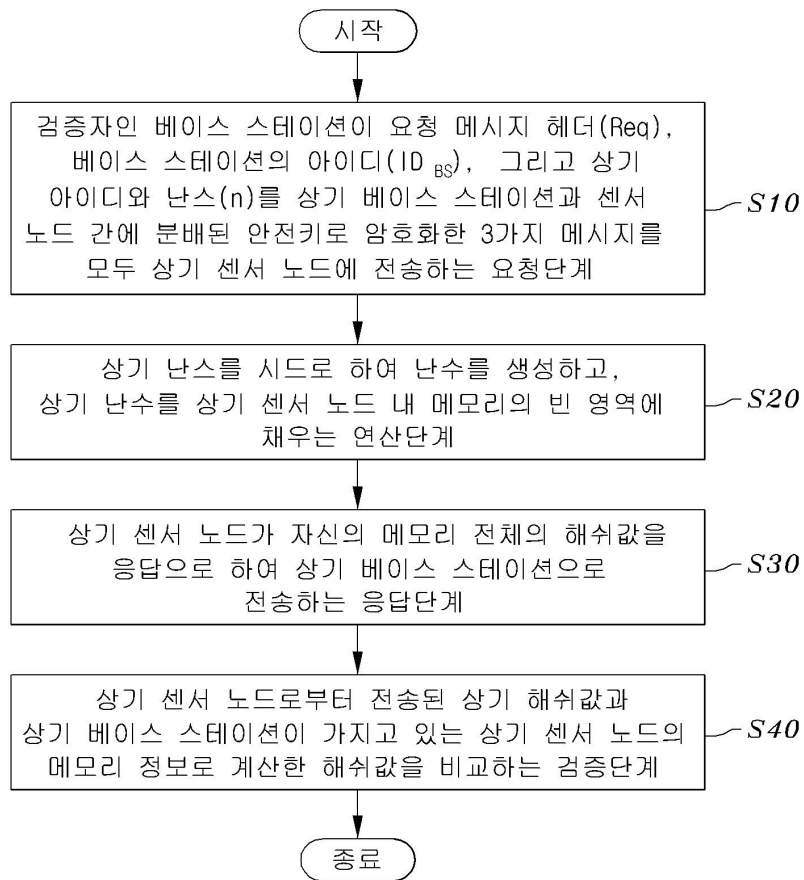 시작
검증자인 베이스 스테이션이 요청 메시지 헤더(Req),
베이스 스테이션의 아이디(ID BS), 그리고 상기
아이디와 난스(n)를 상기 베이스 스테이션과 센서
노드 간에 분배된 안전키로 암호화한 3가지 메시지를
모두 상기 센서 노드에 전송하는 요청단계
S10
상기 난스를 시드로 하여 난수를 생성하고,
상기 난수를 상기 센서 노드 내 메모리의 빈 영역에
채우는 연산단계
S20
상기 센서 노드가 자신의 메모리 전체의 해쉬값을
응답으로 하여 상기 베이스 스테이션으로
전송하는 응답단계
S30
상기 센서 노드로부터 전송된 상기 해쉬값과
상기 베이스 스테이션이 가지고 있는 상기 센서 노드의
메모리 정보로 계산한 해쉬값을 비교하는 검증단계
S40
종료